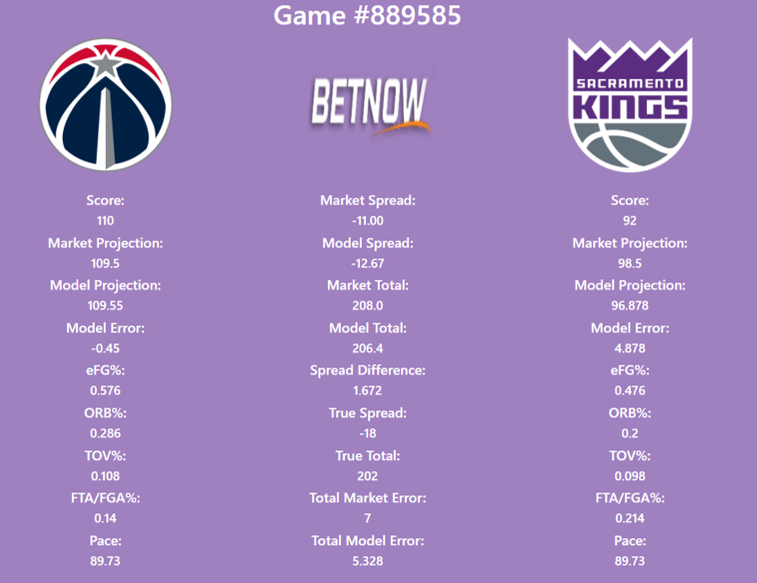 Game #889585
BETNOW
SACRAMENTO
KINGS
Score:
110
Market Projection:
109.5
Model Projection:
109.55
Model Error:
-0.45
eFG%:
0.576
ORB%:
0.286
TOV%:
0.108
FTA/FGA%:
0.14
Pace:
89.73
Market Spread:
-11.00
Model Spread:
-12.67
Market Total:
208.0
Model Total:
206.4
Spread Difference:
1.672
True Spread:
-18
True Total:
202
Total Market Error:
7
Total Model Error:
5.328
Score:
92
Market Projection:
98.5
Model Projection:
96.878
Model Error:
4.878
eFG%:
0.476
ORB%:
0.2
TOV%:
0.098
FTA/FGA%:
0.214
Pace:
89.73